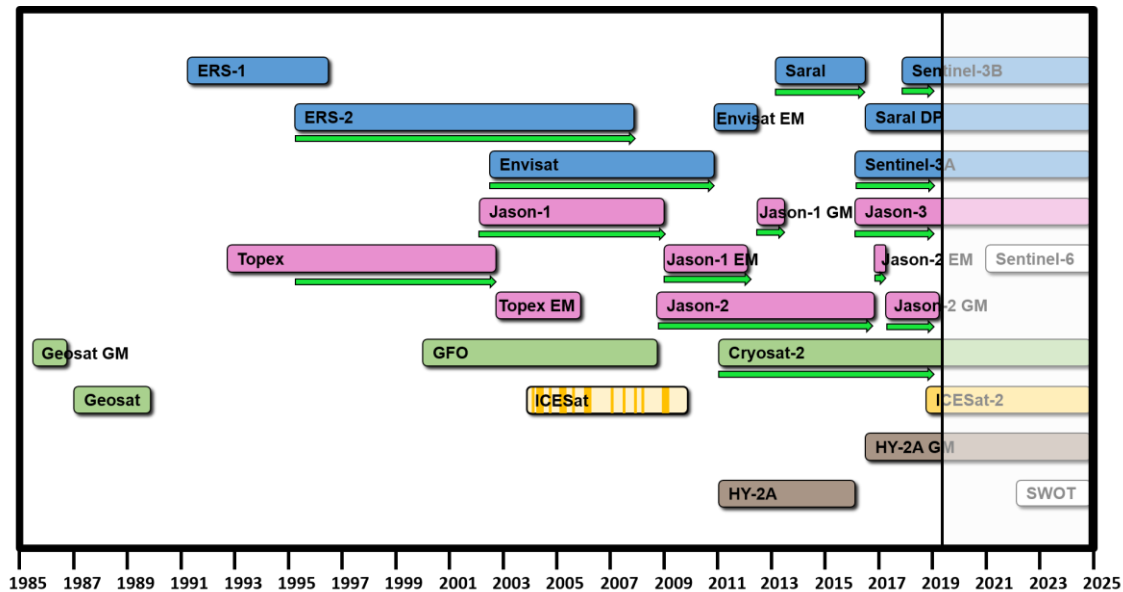 ERS-1
Saral
Sentinel-3B
ERS-2
Envisat EM
Saral DP
Envisat
Sentinel-3A
Jason-1
Jason-1 GM
Jason-3
Topex
Jason-1 EM
Jason-2 EM
Sentinel-6
Topex EM
Jason-2
Jason-2 GM
Geosat GM
GFO
Cryosat-2
Geosat
ICESat
ICESat-2
HY-2A GM
HY-2A
SWOT
1985 1987 1989 1991 1993 1995 1997 1999 2001 2003 2005 2007 2009 2011 2013 2015 2017 2019 2021 2023 2025